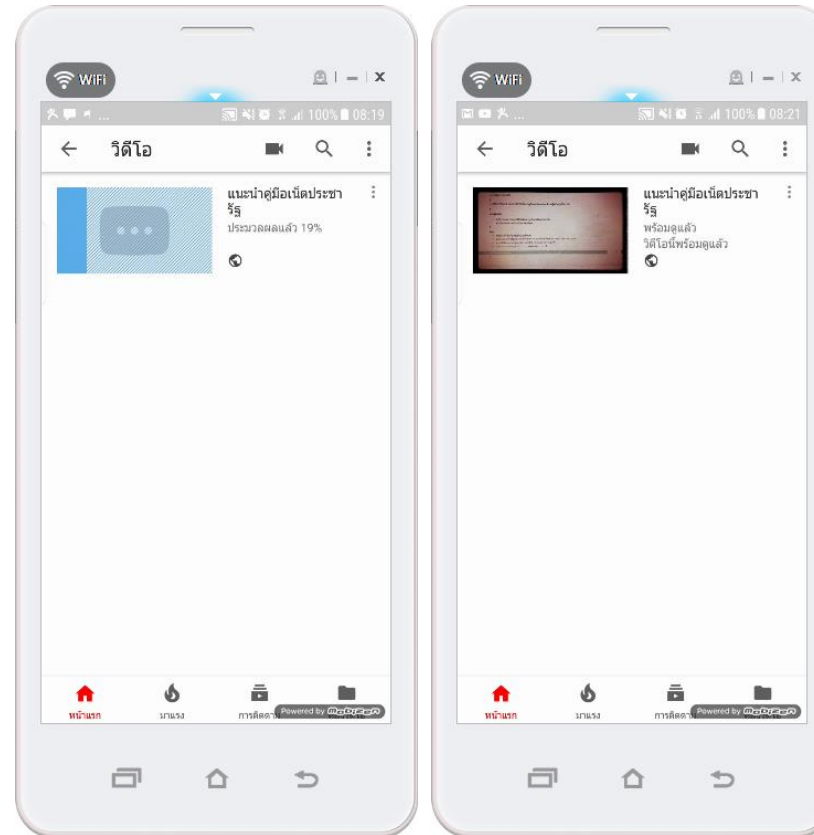 WiFi
... 100% 08:19
วิดีโอ
แนะนำคู่มือเน็ตประชา
รัฐ
ประมวลผลแล้ว 19%
หน้าแรก
มาแรง
การติดตาม
Powered by Mobizen
WiFi
... 100% 08:21
วิดีโอ
แนะนำคู่มือเน็ตประชา
รัฐ
พร้อมดูแล้ว
วิดีโอนี้พร้อมดูแล้ว
หน้าแรก
มาแรง
การติดตาม
Powered by Mobizen